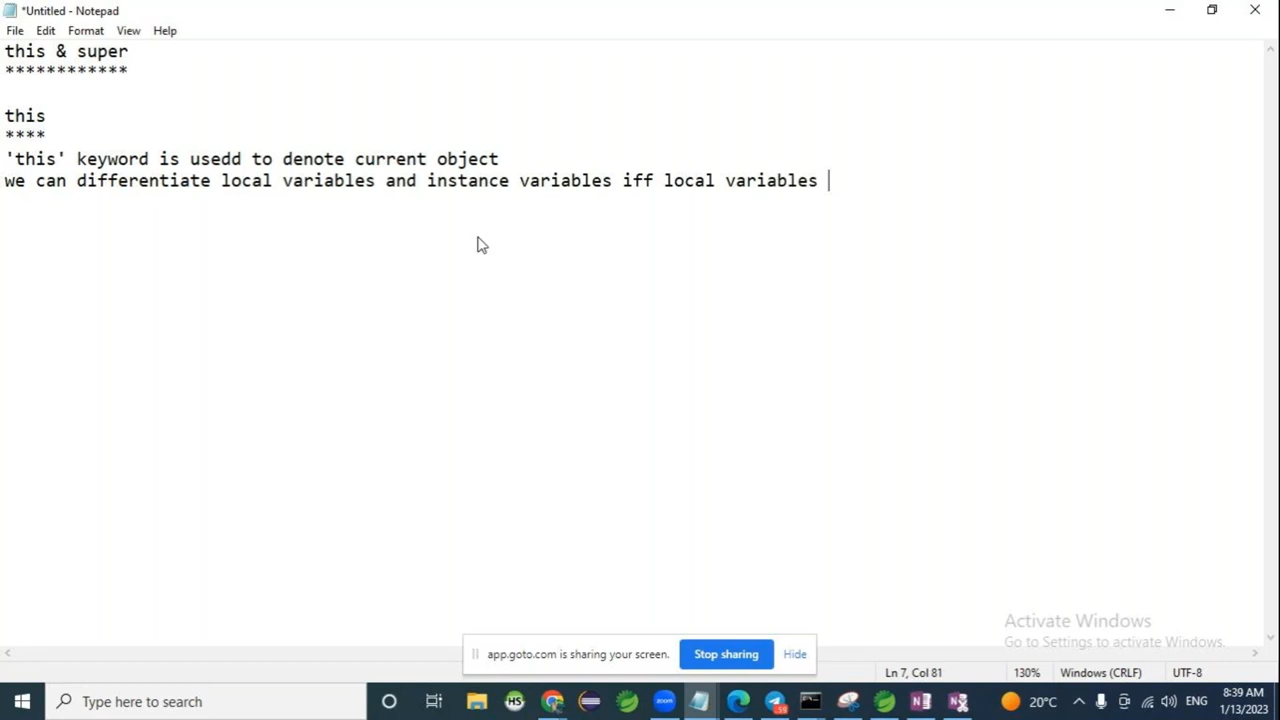 *Untitled - Notepad
File Edit Format View Help
this & super
************
this
****
'this' keyword is usedd to denote current object
we can differentiate local variables and instance variables iff local variables
Activate Windows
Go to Settings to activate Windows.
app.goto.com is sharing your screen. Stop sharing Hide
Ln 7, Col 81 130% Windows (CRLF) UTF-8
Type here to search
HS
zoom
59
N
X
20°C
ENG
8:39 AM
1/13/2023